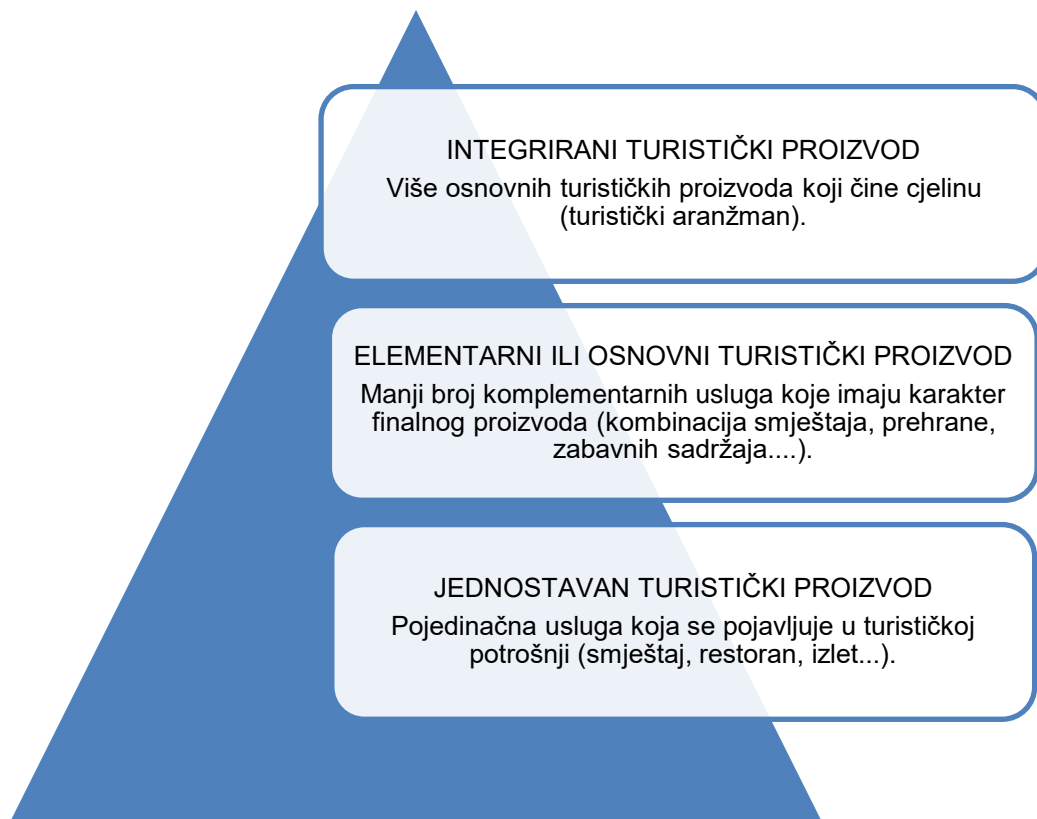 INTEGRIRANI TURISTIČKI PROIZVOD
Više osnovnih turističkih proizvoda koji čine cjelinu
(turistički aranžman).
ELEMENTARNI ILI OSNOVNI TURISTIČKI PROIZVOD
Manji broj komplementarnih usluga koje imaju karakter
finalnog proizvoda (kombinacija smještaja, prehrane,
zabavnih sadržaja....).
JEDNOSTAVAN TURISTIČKI PROIZVOD
Pojedinačna usluga koja se pojavljuje u turističkoj
potrošnji (smještaj, restoran, izlet...).